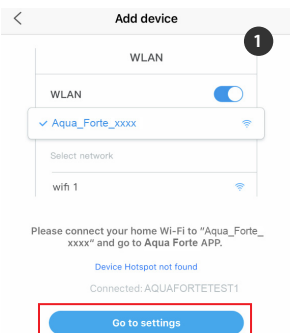 Add device
1
WLAN
WLAN
Aqua_Forte_xxxx
Select network
wifi 1
Please connect your home Wi-Fi to “Aqua_Forte_
xxxx“ and go to Aqua Forte APP.
Device Hotspot not found
Connected: AQUAFORTETEST1
Go to settings